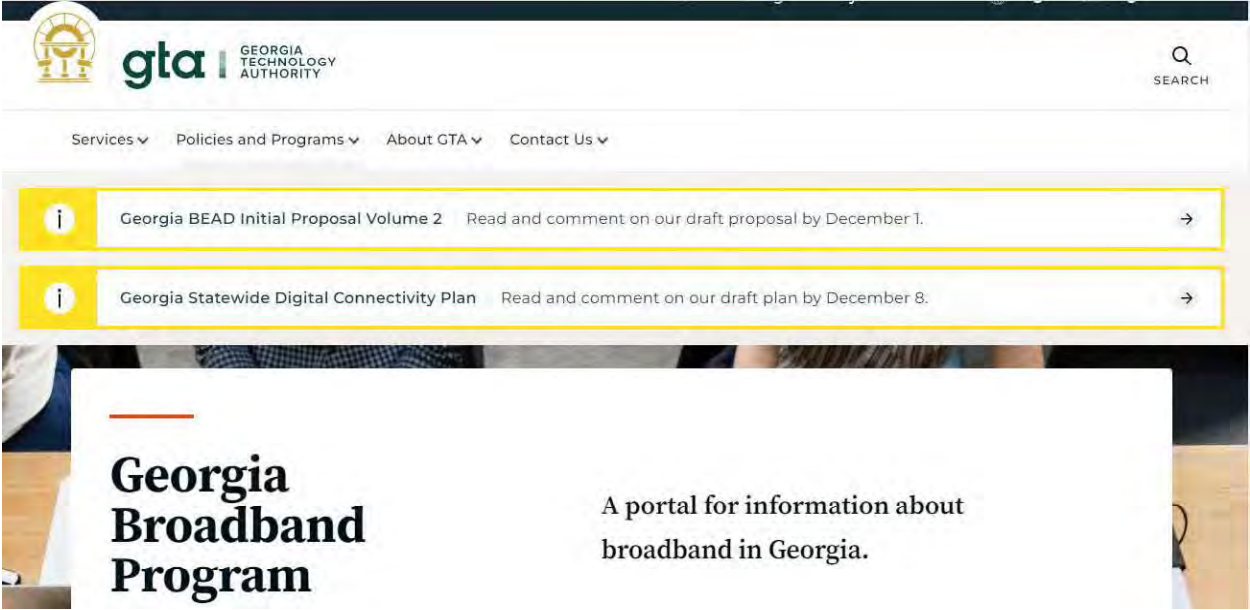 gta | GEORGIA
TECHNOLOGY
AUTHORITY
SEARCH
Services Policies and Programs About GTA Contact Us
Georgia BEAD Initial Proposal Volume 2 Read and comment on our draft proposal by December 1.
Georgia Statewide Digital Connectivity Plan Read and comment on our draft plan by December 8.
Georgia
Broadband
Program
A portal for information about
broadband in Georgia.